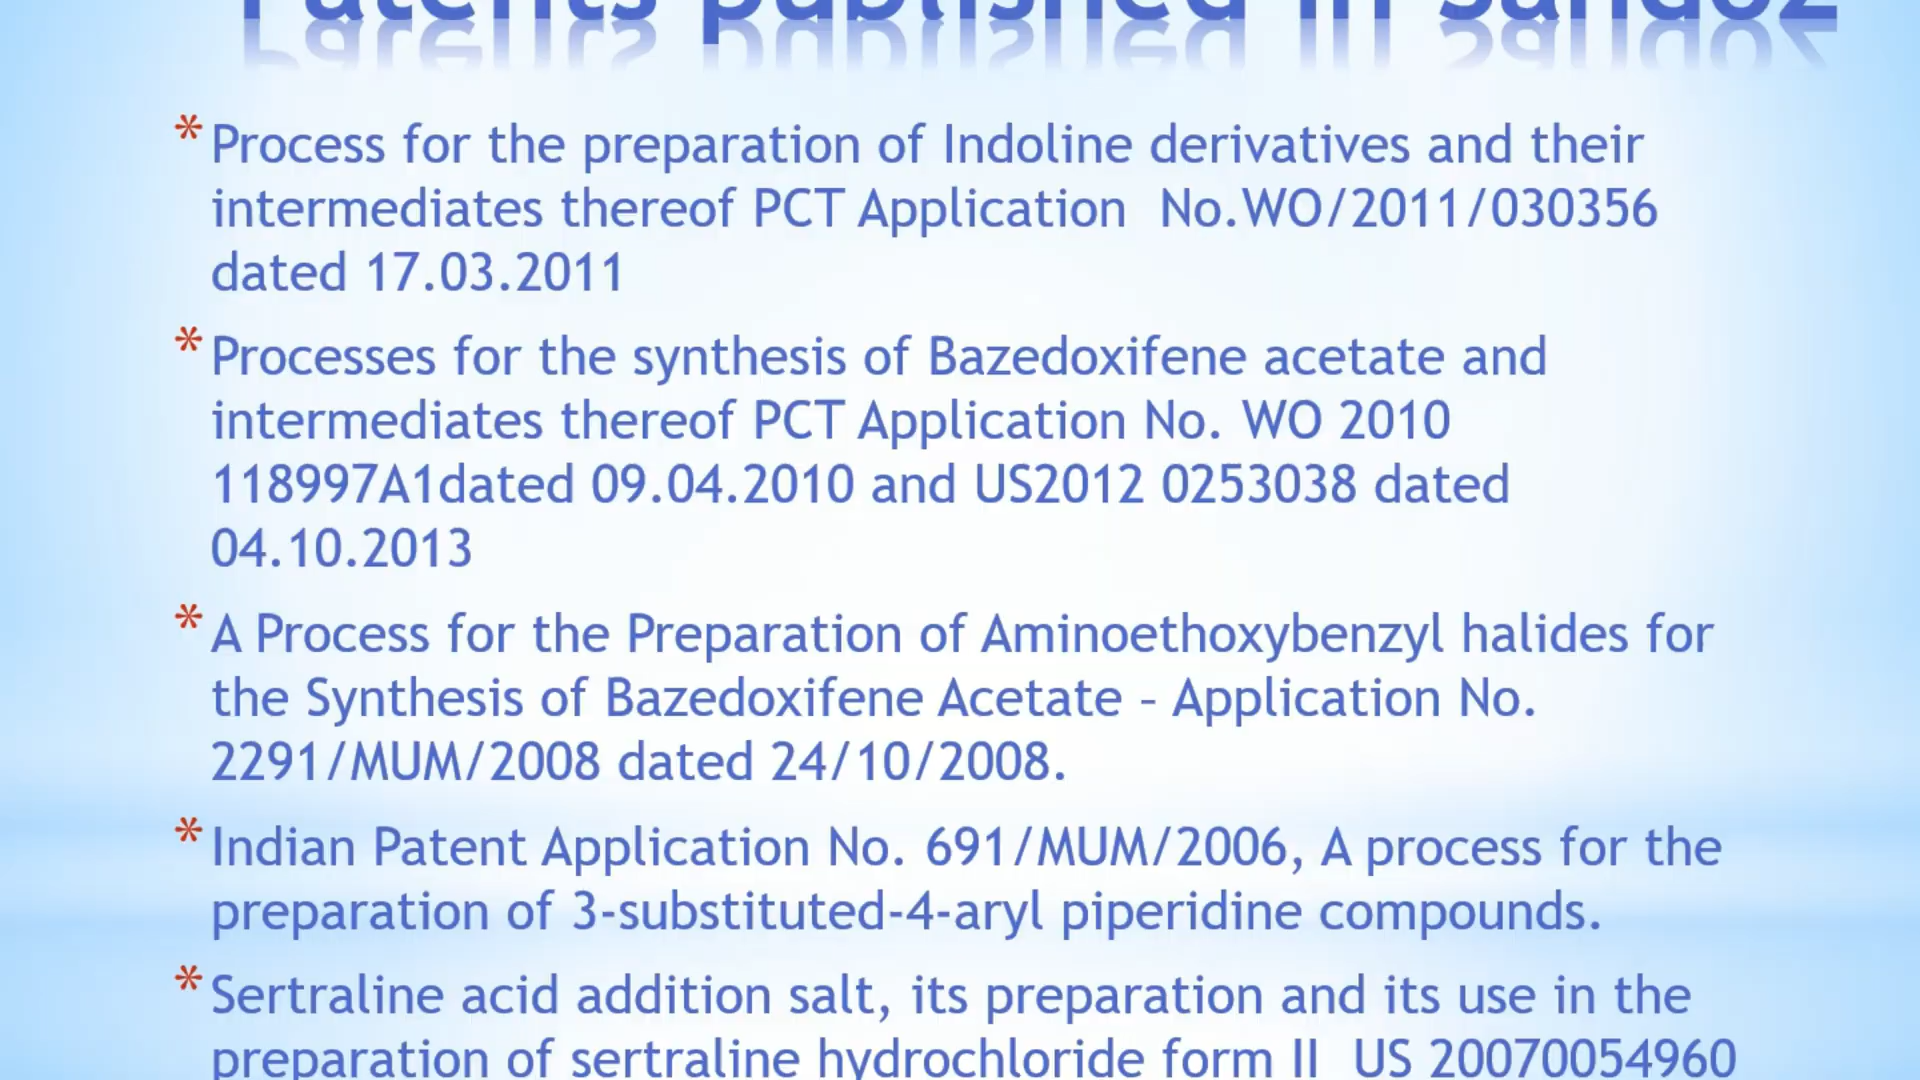 Patents published in Sandoz
* Process for the preparation of Indoline derivatives and their
intermediates thereof PCT Application  No.WO/2011/030356
dated 17.03.2011
* Processes for the synthesis of Bazedoxifene acetate and
intermediates thereof PCT Application No. WO 2010
118997A1dated 09.04.2010 and US2012 0253038 dated
04.10.2013
* A Process for the Preparation of Aminoethoxybenzyl halides for
the Synthesis of Bazedoxifene Acetate – Application No.
2291/MUM/2008 dated 24/10/2008.
* Indian Patent Application No. 691/MUM/2006, A process for the
preparation of 3-substituted-4-aryl piperidine compounds.
* Sertraline acid addition salt, its preparation and its use in the
preparation of sertraline hydrochloride form II  US 20070054960